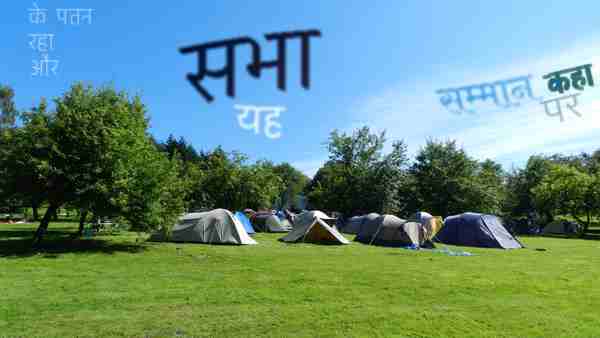 के पतन
रहा
और
सभा
यह
सम्मान कहा
पर